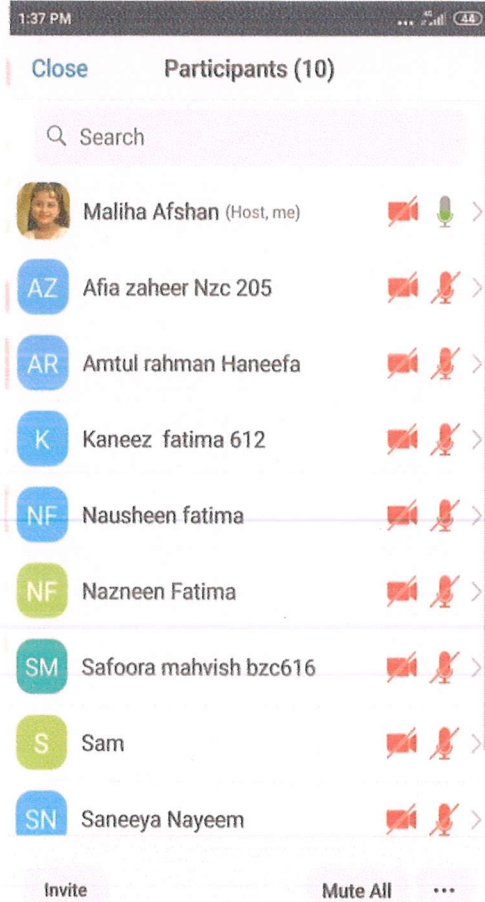 1:37 PM ... 4G 44
Close Participants (10)
Search
Maliha Afshan (Host, me)
AZ Afia zaheer Nzc 205
AR Amtul rahman Haneefa
K Kaneez fatima 612
NF Nausheen fatima
NF Nazneen Fatima
SM Safoora mahvish bzc616
S Sam
SN Saneeya Nayeem
Invite Mute All ...